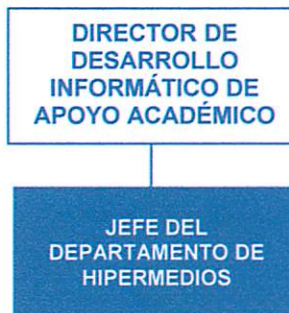 DIRECTOR DE
DESARROLLO
INFORMÁTICO DE
APOYO ACADÉMICO
JEFE DEL
DEPARTAMENTO DE
HIPERMEDIOS